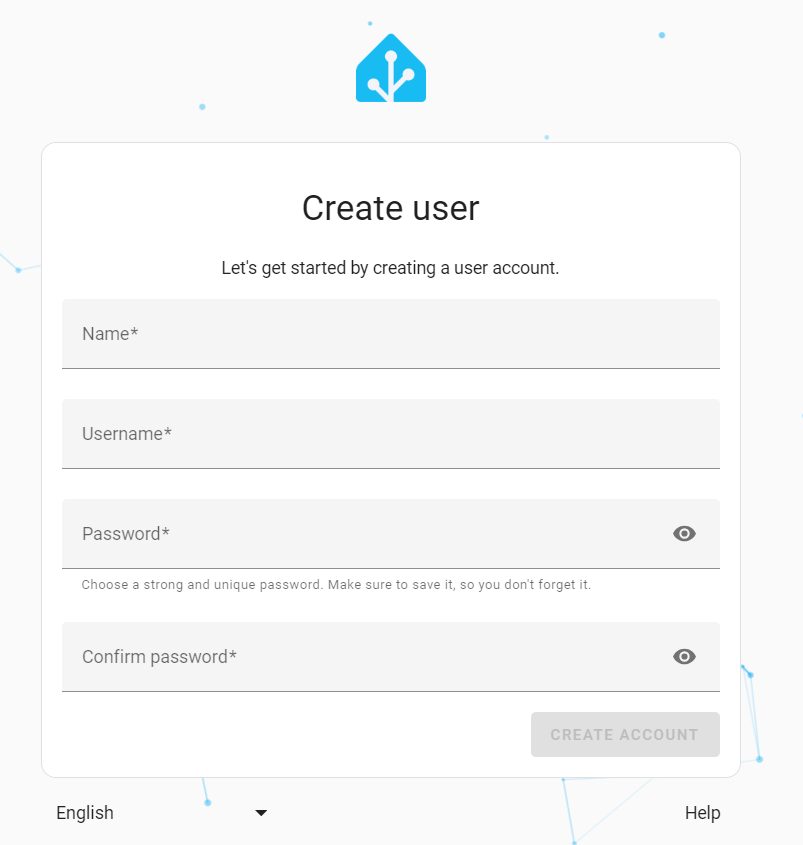 Create user
Let's get started by creating a user account.
Name*
Username*
Password*
Choose a strong and unique password. Make sure to save it, so you don't forget it.
Confirm password*
CREATE ACCOUNT
English
Help